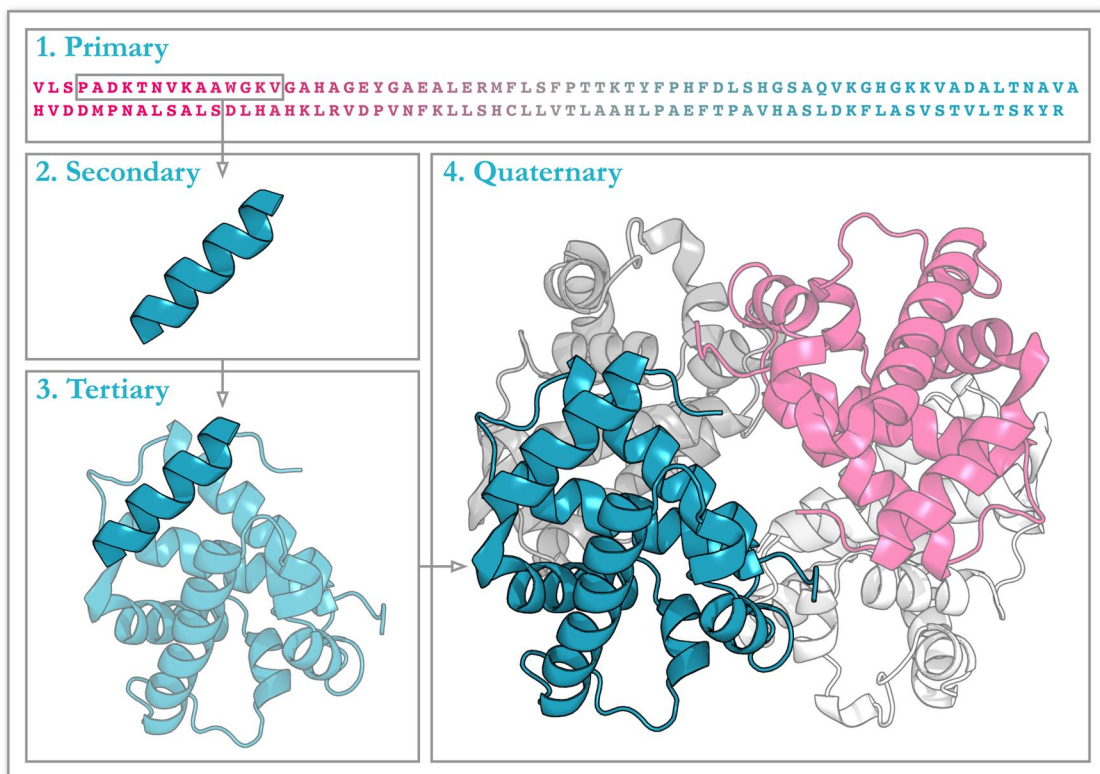 1. Primary
VLSPADKTNVKAAWGKVGAHAGEYGAEALERMFLSFPTTKTYFPHFDLSHGSAQVKGHGKKVADALTNAVA
HVDDMPNALSALSDLHAHKLRVDPVNFKLLSHCLLVTLAAHLPAEFTPAVHASLDKFLASVSTVLTSKYR
2. Secondary
4. Quaternary
3. Tertiary